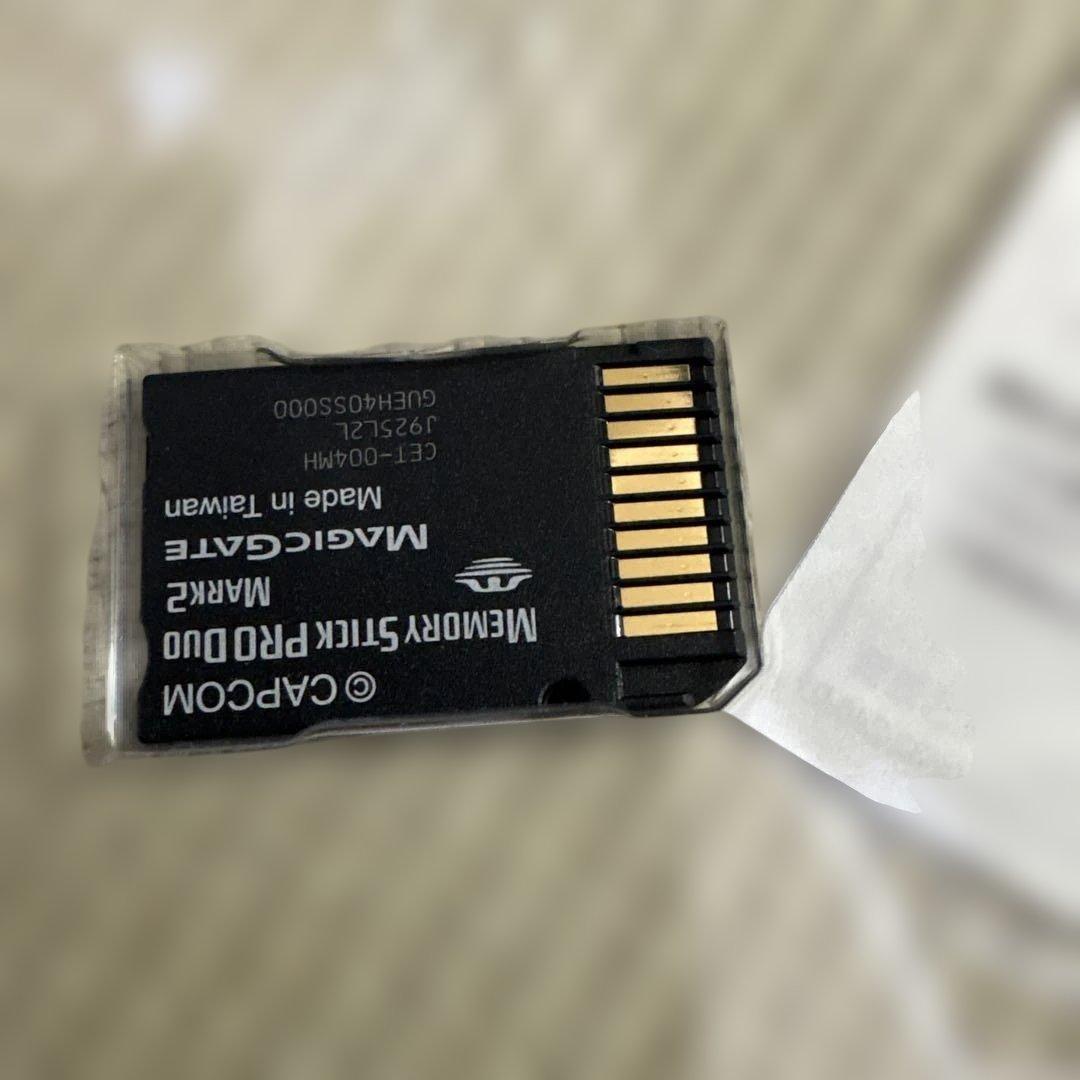 ©CAPCOM
MEMORY STICK PRO DUO
MARK2
MAGICGATE
Made in Taiwan
CET-004MH
J925L2L
GUEH40SS000